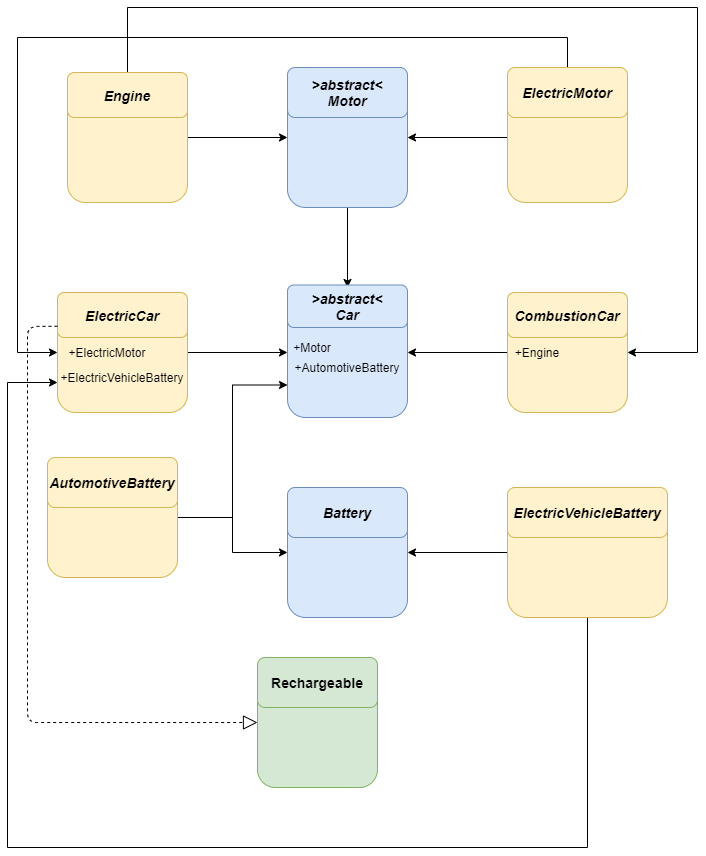 Engine
>abstract<
Motor
ElectricMotor
ElectricCar
+ElectricMotor
+ElectricVehicleBattery
>abstract<
Car
+Motor
+AutomotiveBattery
CombustionCar
+Engine
AutomotiveBattery
Battery
ElectricVehicleBattery
Rechargeable